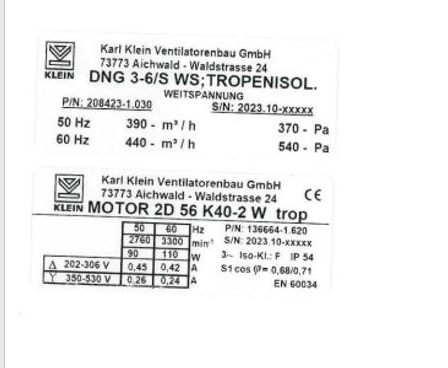 Karl Klein Ventilatorenbau GmbH
73773 Aichwald - Waldstrasse 24
KLEIN DNG 3-6/S WS;TROPENISOL.
WEITSPANNUNG
P/N: 208423-1.030 S/N: 2023.10-xxxxx
50 Hz 390 - m³ / h 370 - Pa
60 Hz 440 - m³ / h 540 - Pa
Karl Klein Ventilatorenbau GmbH
73773 Aichwald - Waldstrasse 24 CE
KLEIN MOTOR 2D 56 K40-2 W trop
50 60 Hz P/N: 136664-1.620
2760 3300 min⁻¹ S/N: 2023.10-xxxxx
90 110 W 3~ Iso-Kl.: F IP 54
Δ 202-306 V 0,45 0,42 A S1 cos φ= 0,68/0,71
Y 350-530 V 0,26 0,24 A EN 60034